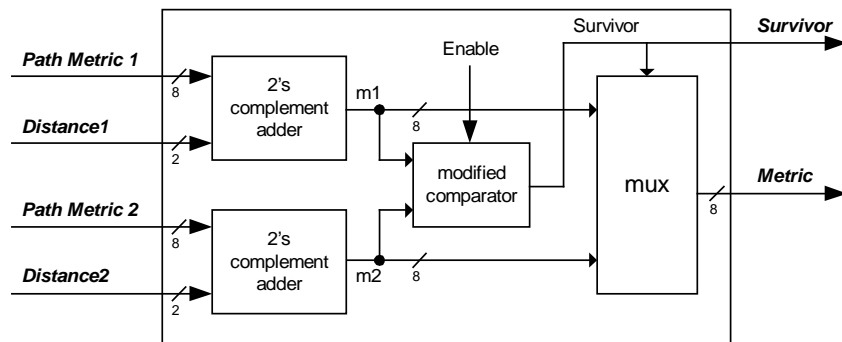 Survivor
Survivor
Enable
Path Metric 1
8
2's
complement
adder
m1
8
Distance1
2
modified
comparator
mux
Metric
8
Path Metric 2
8
2's
complement
adder
m2
8
Distance2
2